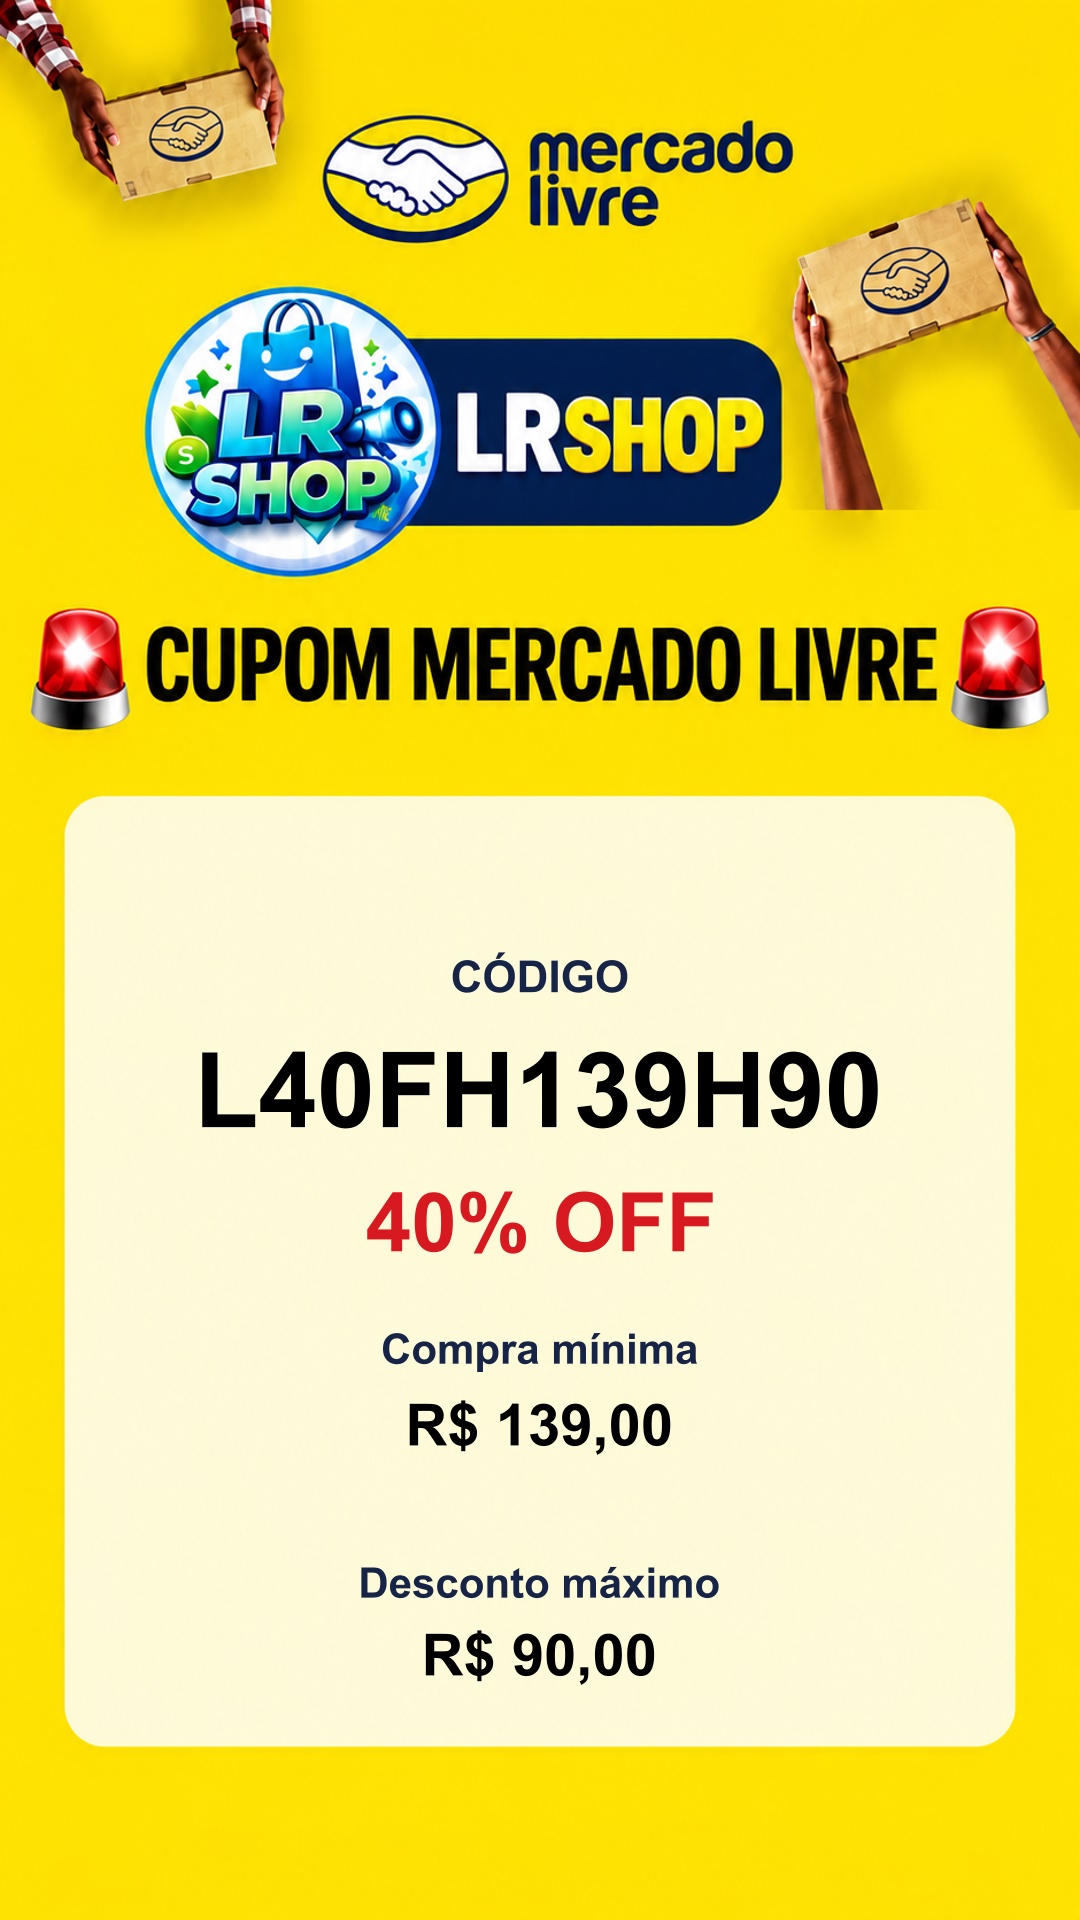 mercado
livre
LR
SHOP
S
LRSHOP
CUPOM MERCADO LIVRE
CÓDIGO
L40FH139H90
40% OFF
Compra mínima
R$ 139,00
Desconto máximo
R$ 90,00